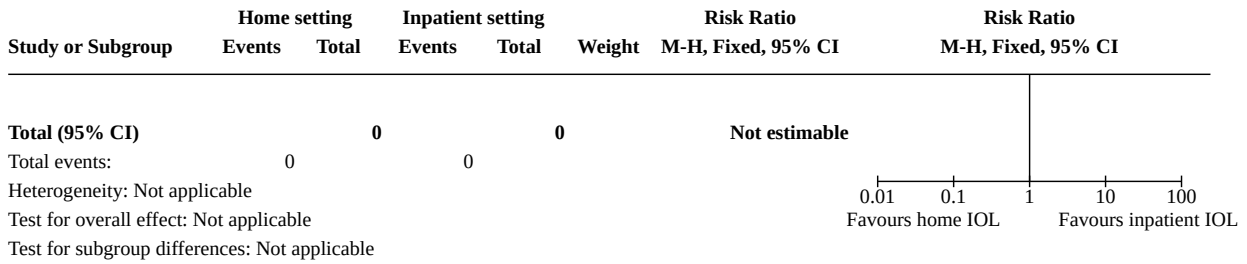 Home setting Inpatient setting Risk Ratio Risk Ratio
Study or Subgroup Events Total Events Total Weight M-H, Fixed, 95% CI M-H, Fixed, 95% CI
Total (95% CI) 0 0 Not estimable
Total events: 0 0
Heterogeneity: Not applicable
0.01 0.1 1 10 100
Test for overall effect: Not applicable Favours home IOL Favours inpatient IOL
Test for subgroup differences: Not applicable